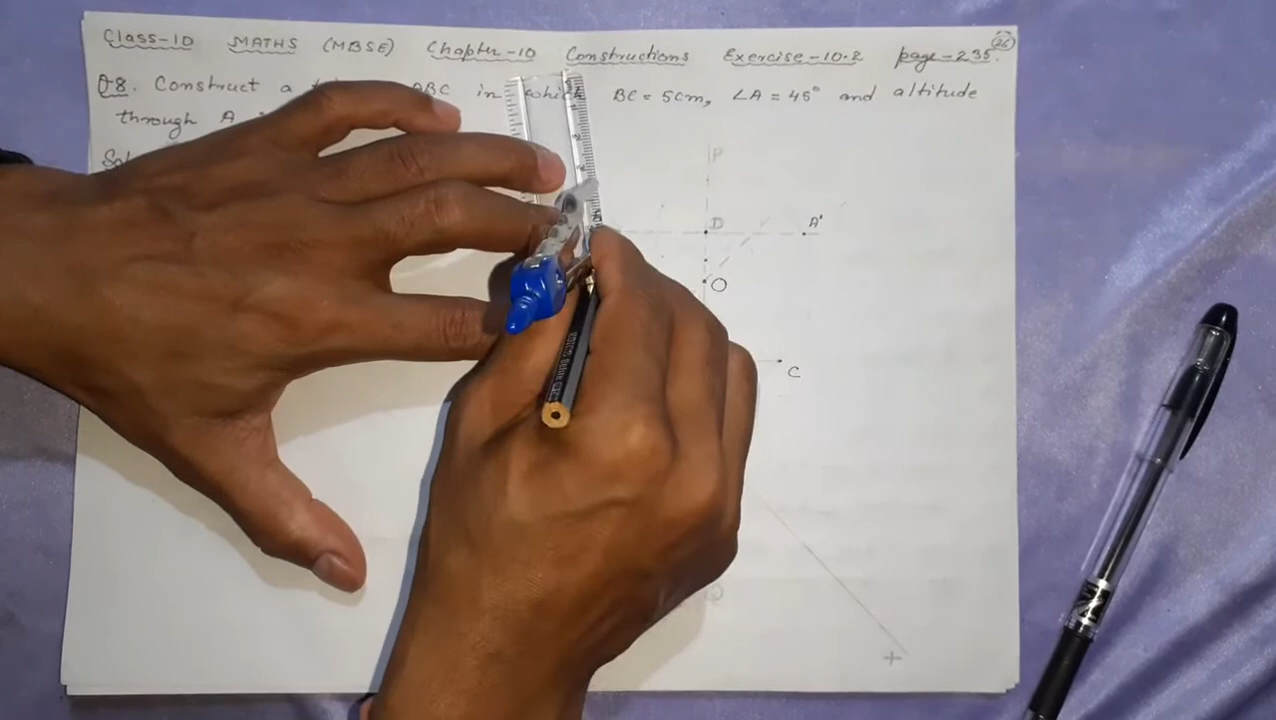 Class-10 MATHS (MBSE) Chapter-10 Constructions Exercise-10.2 page-235. (26)
Q8. Construct a ABC in which BC = 5cm, ∠A = 45° and altitude
through A
Sol
P
D A'
O
C